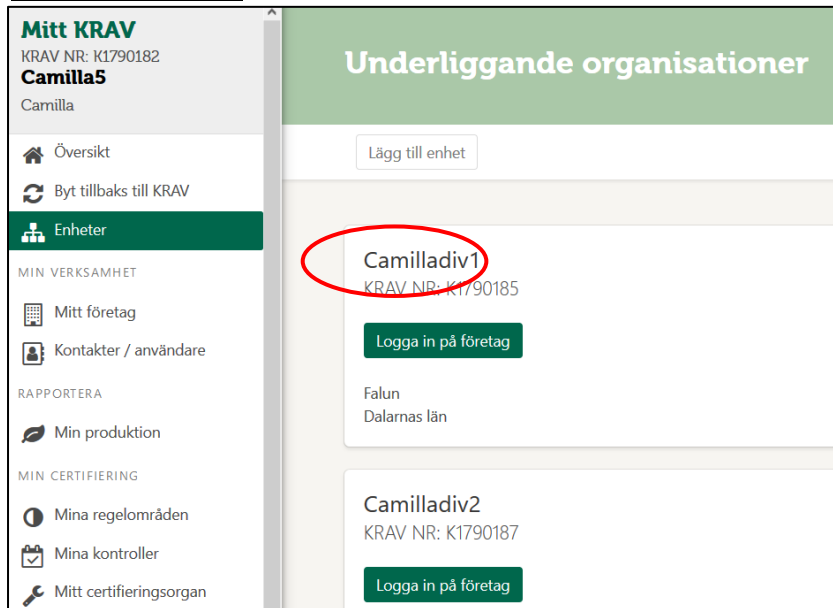 Mitt KRAV
KRAV NR: K1790182
Camilla5
Camilla
Översikt
Byt tillbaks till KRAV
Enheter
MIN VERKSAMHET
Mitt företag
Kontakter / användare
RAPPORTERA
Min produktion
MIN CERTIFIERING
Mina regelområden
Mina kontroller
Mitt certifieringsorgan
Underliggande organisationer
Lägg till enhet
Camilladiv1
KRAV NR: K1790185
Logga in på företag
Falun
Dalarnas län
Camilladiv2
KRAV NR: K1790187
Logga in på företag